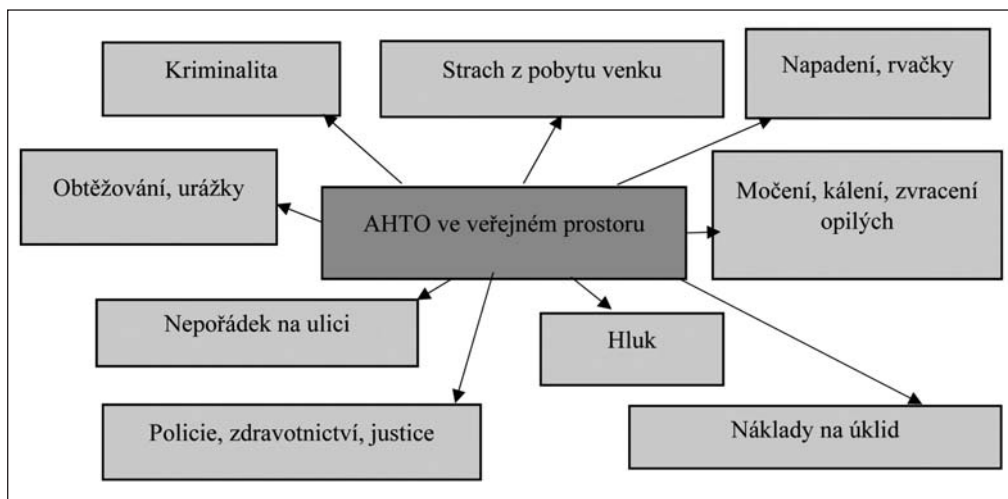 Kriminalita
Strach z pobytu venku
Napadení, rvačky
Obtěžování, urážky
AHTO ve veřejném prostoru
Močení, kálení, zvracení
opilých
Nepořádek na ulici
Hluk
Policie, zdravotnictví, justice
Náklady na úklid